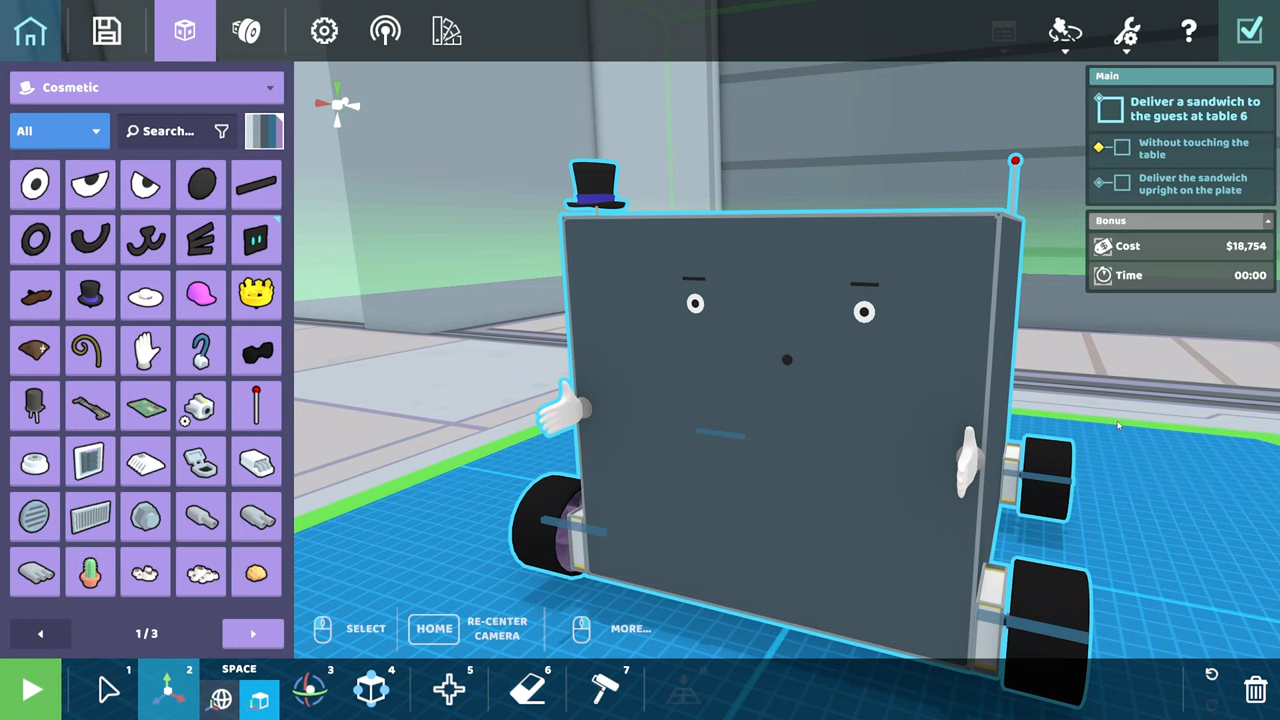 Cosmetic
All
Search...
1/3
Main
Deliver a sandwich to
the guest at table 6
Without touching the
table
Deliver the sandwich
upright on the plate
Bonus
Cost $18,754
Time 00:00
SELECT
HOME
RE-CENTER
CAMERA
MORE...
1
2
SPACE
3
4
5
6
7